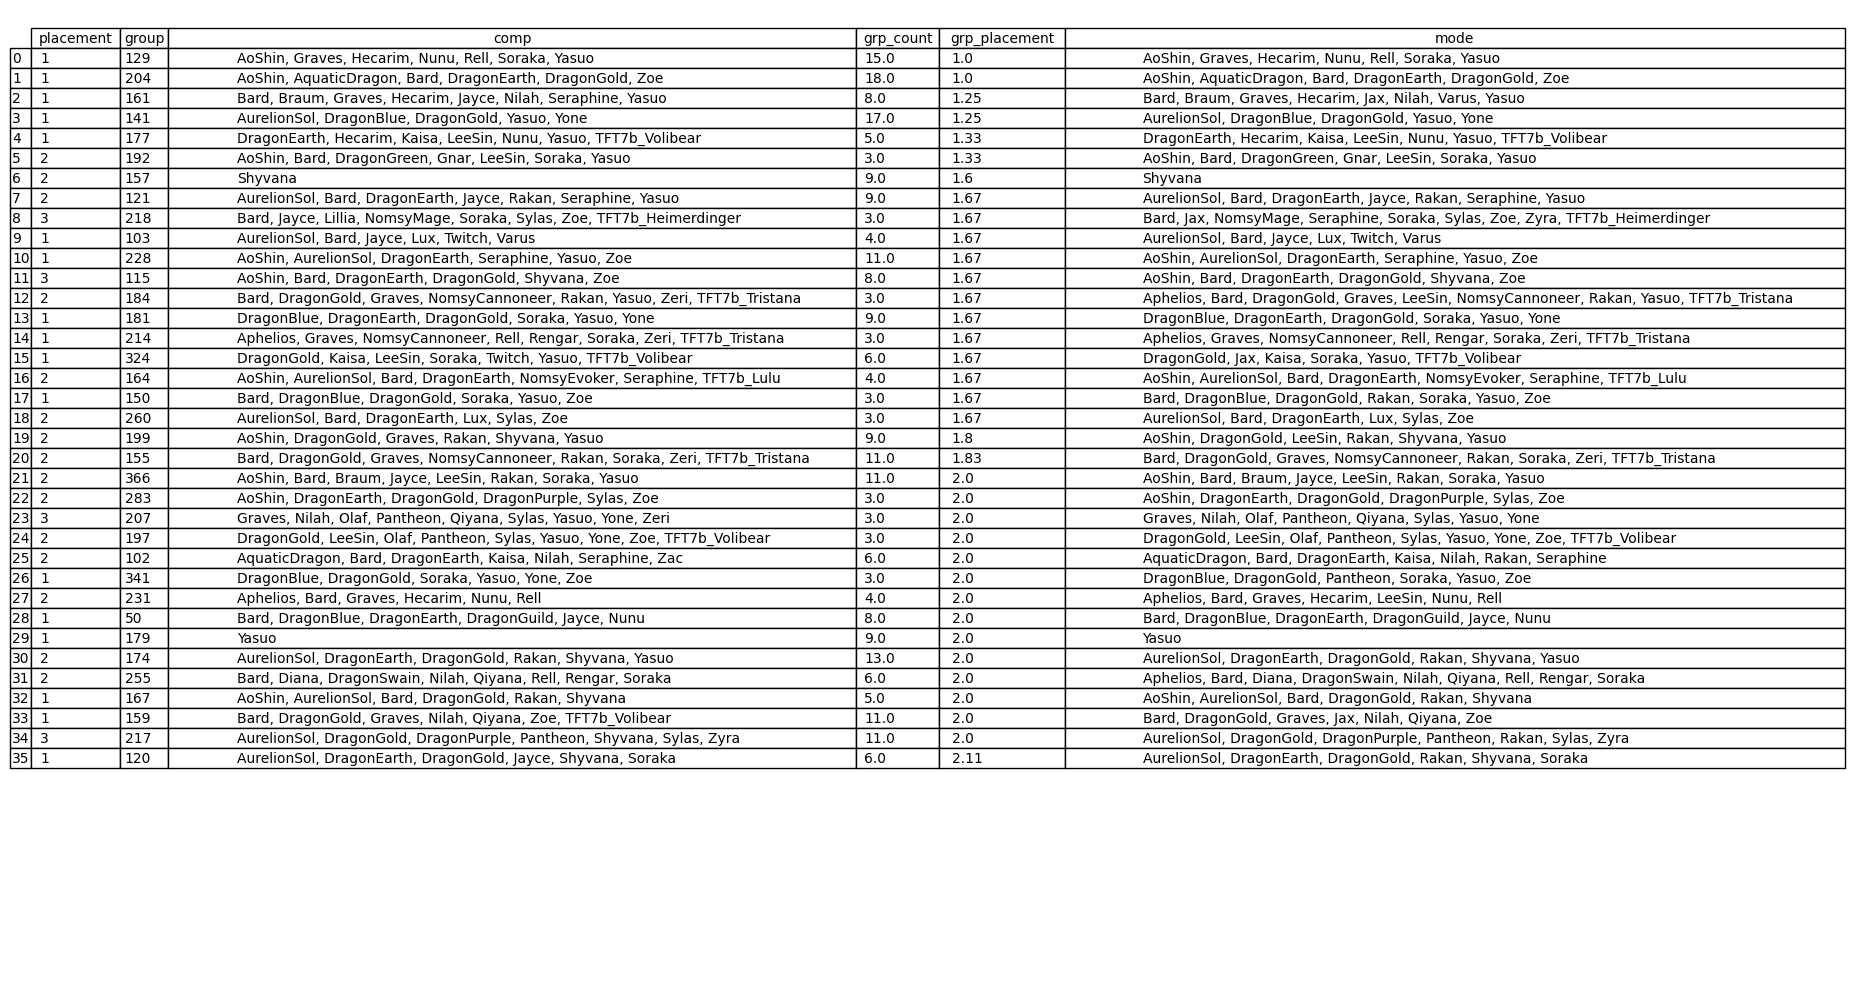 placement group comp grp_count grp_placement mode
0 1 129 AoShin, Graves, Hecarim, Nunu, Rell, Soraka, Yasuo 15.0 1.0 AoShin, Graves, Hecarim, Nunu, Rell, Soraka, Yasuo
1 1 204 AoShin, AquaticDragon, Bard, DragonEarth, DragonGold, Zoe 18.0 1.0 AoShin, AquaticDragon, Bard, DragonEarth, DragonGold, Zoe
2 1 161 Bard, Braum, Graves, Hecarim, Jayce, Nilah, Seraphine, Yasuo 8.0 1.25 Bard, Braum, Graves, Hecarim, Jax, Nilah, Varus, Yasuo
3 1 141 AurelionSol, DragonBlue, DragonGold, Yasuo, Yone 17.0 1.25 AurelionSol, DragonBlue, DragonGold, Yasuo, Yone
4 1 177 DragonEarth, Hecarim, Kaisa, LeeSin, Nunu, Yasuo, TFT7b_Volibear 5.0 1.33 DragonEarth, Hecarim, Kaisa, LeeSin, Nunu, Yasuo, TFT7b_Volibear
5 2 192 AoShin, Bard, DragonGreen, Gnar, LeeSin, Soraka, Yasuo 3.0 1.33 AoShin, Bard, DragonGreen, Gnar, LeeSin, Soraka, Yasuo
6 2 157 Shyvana 9.0 1.6 Shyvana
7 2 121 AurelionSol, Bard, DragonEarth, Jayce, Rakan, Seraphine, Yasuo 9.0 1.67 AurelionSol, Bard, DragonEarth, Jayce, Rakan, Seraphine, Yasuo
8 3 218 Bard, Jayce, Lillia, NomsyMage, Soraka, Sylas, Zoe, TFT7b_Heimerdinger 3.0 1.67 Bard, Jax, NomsyMage, Seraphine, Soraka, Sylas, Zoe, Zyra, TFT7b_Heimerdinger
9 1 103 AurelionSol, Bard, Jayce, Lux, Twitch, Varus 4.0 1.67 AurelionSol, Bard, Jayce, Lux, Twitch, Varus
10 1 228 AoShin, AurelionSol, DragonEarth, Seraphine, Yasuo, Zoe 11.0 1.67 AoShin, AurelionSol, DragonEarth, Seraphine, Yasuo, Zoe
11 3 115 AoShin, Bard, DragonEarth, DragonGold, Shyvana, Zoe 8.0 1.67 AoShin, Bard, DragonEarth, DragonGold, Shyvana, Zoe
12 2 184 Bard, DragonGold, Graves, NomsyCannoneer, Rakan, Yasuo, Zeri, TFT7b_Tristana 3.0 1.67 Aphelios, Bard, DragonGold, Graves, LeeSin, NomsyCannoneer, Rakan, Yasuo, TFT7b_Tristana
13 1 181 DragonBlue, DragonEarth, DragonGold, Soraka, Yasuo, Yone 9.0 1.67 DragonBlue, DragonEarth, DragonGold, Soraka, Yasuo, Yone
14 1 214 Aphelios, Graves, NomsyCannoneer, Rell, Rengar, Soraka, Zeri, TFT7b_Tristana 3.0 1.67 Aphelios, Graves, NomsyCannoneer, Rell, Rengar, Soraka, Zeri, TFT7b_Tristana
15 1 324 DragonGold, Kaisa, LeeSin, Soraka, Twitch, Yasuo, TFT7b_Volibear 6.0 1.67 DragonGold, Jax, Kaisa, Soraka, Yasuo, TFT7b_Volibear
16 2 164 AoShin, AurelionSol, Bard, DragonEarth, NomsyEvoker, Seraphine, TFT7b_Lulu 4.0 1.67 AoShin, AurelionSol, Bard, DragonEarth, NomsyEvoker, Seraphine, TFT7b_Lulu
17 1 150 Bard, DragonBlue, DragonGold, Soraka, Yasuo, Zoe 3.0 1.67 Bard, DragonBlue, DragonGold, Rakan, Soraka, Yasuo, Zoe
18 2 260 AurelionSol, Bard, DragonEarth, Lux, Sylas, Zoe 3.0 1.67 AurelionSol, Bard, DragonEarth, Lux, Sylas, Zoe
19 2 199 AoShin, DragonGold, Graves, Rakan, Shyvana, Yasuo 9.0 1.8 AoShin, DragonGold, LeeSin, Rakan, Shyvana, Yasuo
20 2 155 Bard, DragonGold, Graves, NomsyCannoneer, Rakan, Soraka, Zeri, TFT7b_Tristana 11.0 1.83 Bard, DragonGold, Graves, NomsyCannoneer, Rakan, Soraka, Zeri, TFT7b_Tristana
21 2 366 AoShin, Bard, Braum, Jayce, LeeSin, Rakan, Soraka, Yasuo 11.0 2.0 AoShin, Bard, Braum, Jayce, LeeSin, Rakan, Soraka, Yasuo
22 2 283 AoShin, DragonEarth, DragonGold, DragonPurple, Sylas, Zoe 3.0 2.0 AoShin, DragonEarth, DragonGold, DragonPurple, Sylas, Zoe
23 3 207 Graves, Nilah, Olaf, Pantheon, Qiyana, Sylas, Yasuo, Yone, Zeri 3.0 2.0 Graves, Nilah, Olaf, Pantheon, Qiyana, Sylas, Yasuo, Yone
24 2 197 DragonGold, LeeSin, Olaf, Pantheon, Sylas, Yasuo, Yone, Zoe, TFT7b_Volibear 3.0 2.0 DragonGold, LeeSin, Olaf, Pantheon, Sylas, Yasuo, Yone, Zoe, TFT7b_Volibear
25 2 102 AquaticDragon, Bard, DragonEarth, Kaisa, Nilah, Seraphine, Zac 6.0 2.0 AquaticDragon, Bard, DragonEarth, Kaisa, Nilah, Rakan, Seraphine
26 1 341 DragonBlue, DragonGold, Soraka, Yasuo, Yone, Zoe 3.0 2.0 DragonBlue, DragonGold, Pantheon, Soraka, Yasuo, Zoe
27 2 231 Aphelios, Bard, Graves, Hecarim, Nunu, Rell 4.0 2.0 Aphelios, Bard, Graves, Hecarim, LeeSin, Nunu, Rell
28 1 50 Bard, DragonBlue, DragonEarth, DragonGuild, Jayce, Nunu 8.0 2.0 Bard, DragonBlue, DragonEarth, DragonGuild, Jayce, Nunu
29 1 179 Yasuo 9.0 2.0 Yasuo
30 2 174 AurelionSol, DragonEarth, DragonGold, Rakan, Shyvana, Yasuo 13.0 2.0 AurelionSol, DragonEarth, DragonGold, Rakan, Shyvana, Yasuo
31 2 255 Bard, Diana, DragonSwain, Nilah, Qiyana, Rell, Rengar, Soraka 6.0 2.0 Aphelios, Bard, Diana, DragonSwain, Nilah, Qiyana, Rell, Rengar, Soraka
32 1 167 AoShin, AurelionSol, Bard, DragonGold, Rakan, Shyvana 5.0 2.0 AoShin, AurelionSol, Bard, DragonGold, Rakan, Shyvana
33 1 159 Bard, DragonGold, Graves, Nilah, Qiyana, Zoe, TFT7b_Volibear 11.0 2.0 Bard, DragonGold, Graves, Jax, Nilah, Qiyana, Zoe
34 3 217 AurelionSol, DragonGold, DragonPurple, Pantheon, Shyvana, Sylas, Zyra 11.0 2.0 AurelionSol, DragonGold, DragonPurple, Pantheon, Rakan, Sylas, Zyra
35 1 120 AurelionSol, DragonEarth, DragonGold, Jayce, Shyvana, Soraka 6.0 2.11 AurelionSol, DragonEarth, DragonGold, Rakan, Shyvana, Soraka